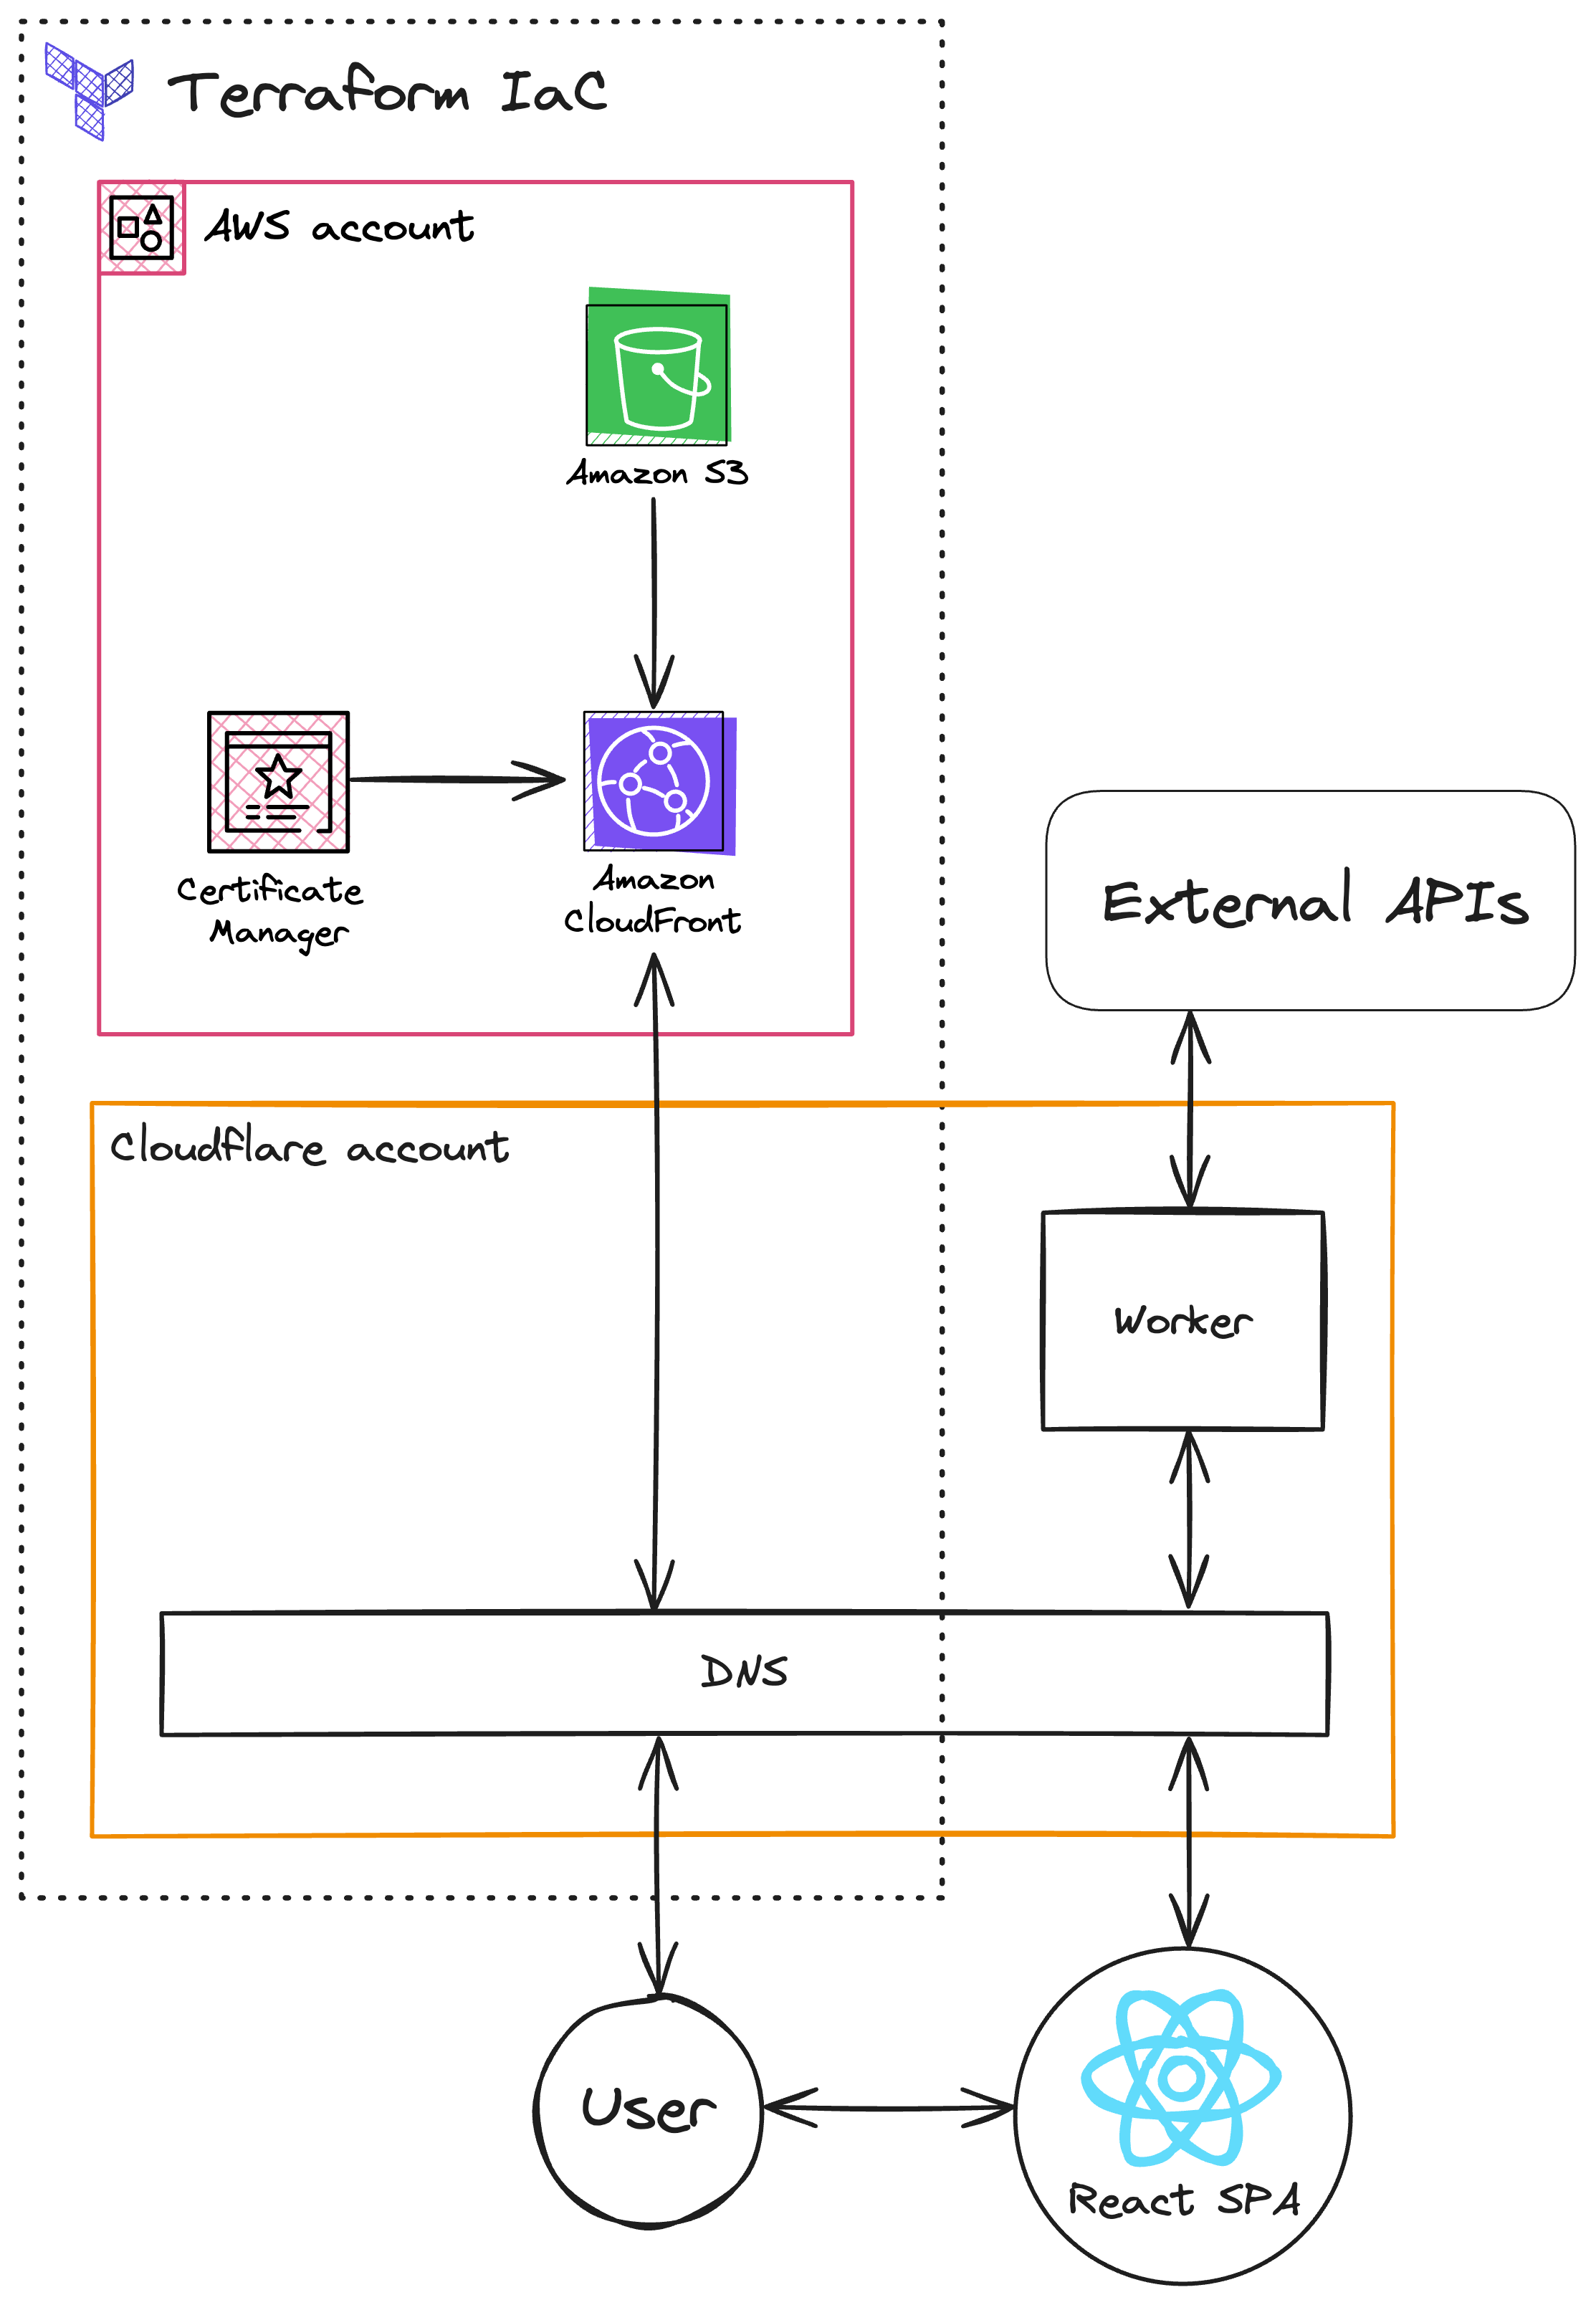 Terraform IaC
AWS account
Amazon S3
Certificate
Manager
Amazon
CloudFront
External APIs
Cloudflare account
Worker
DNS
User
React SPA